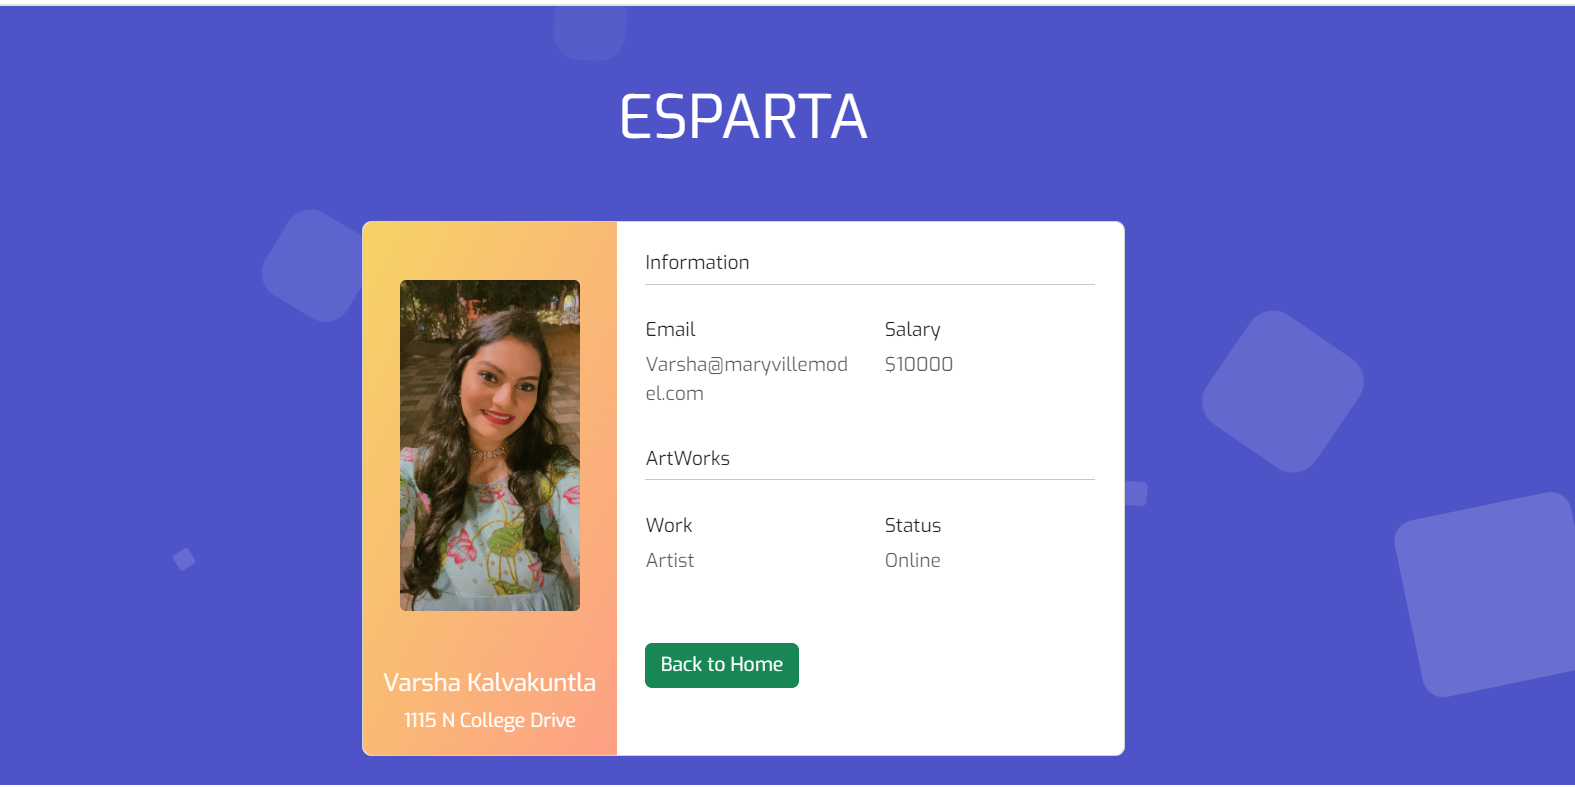 ESPARTA
Information
Email
Salary
Varsha@maryvillemod
el.com
$10000
ArtWorks
Work
Status
Artist
Online
Back to Home
Varsha Kalvakuntla
1115 N College Drive